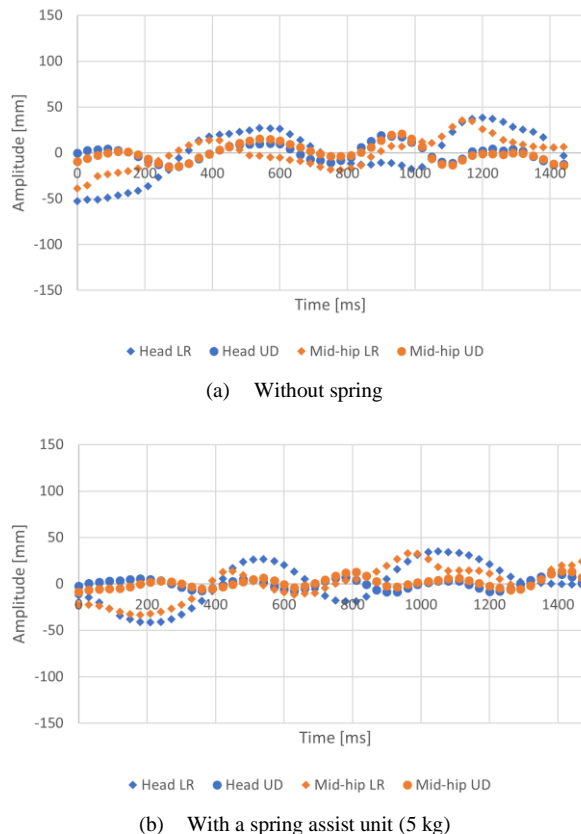 150
100
50
0
-50
-100
-150
Amplitude [mm]
0 200 400 600 800 1000 1200 1400
Time [ms]
Head LR Head UD Mid-hip LR Mid-hip UD
(a) Without spring
150
100
50
0
-50
-100
-150
Amplitude [mm]
0 200 400 600 800 1000 1200 1400
Time [ms]
Head LR Head UD Mid-hip LR Mid-hip UD
(b) With a spring assist unit (5 kg)